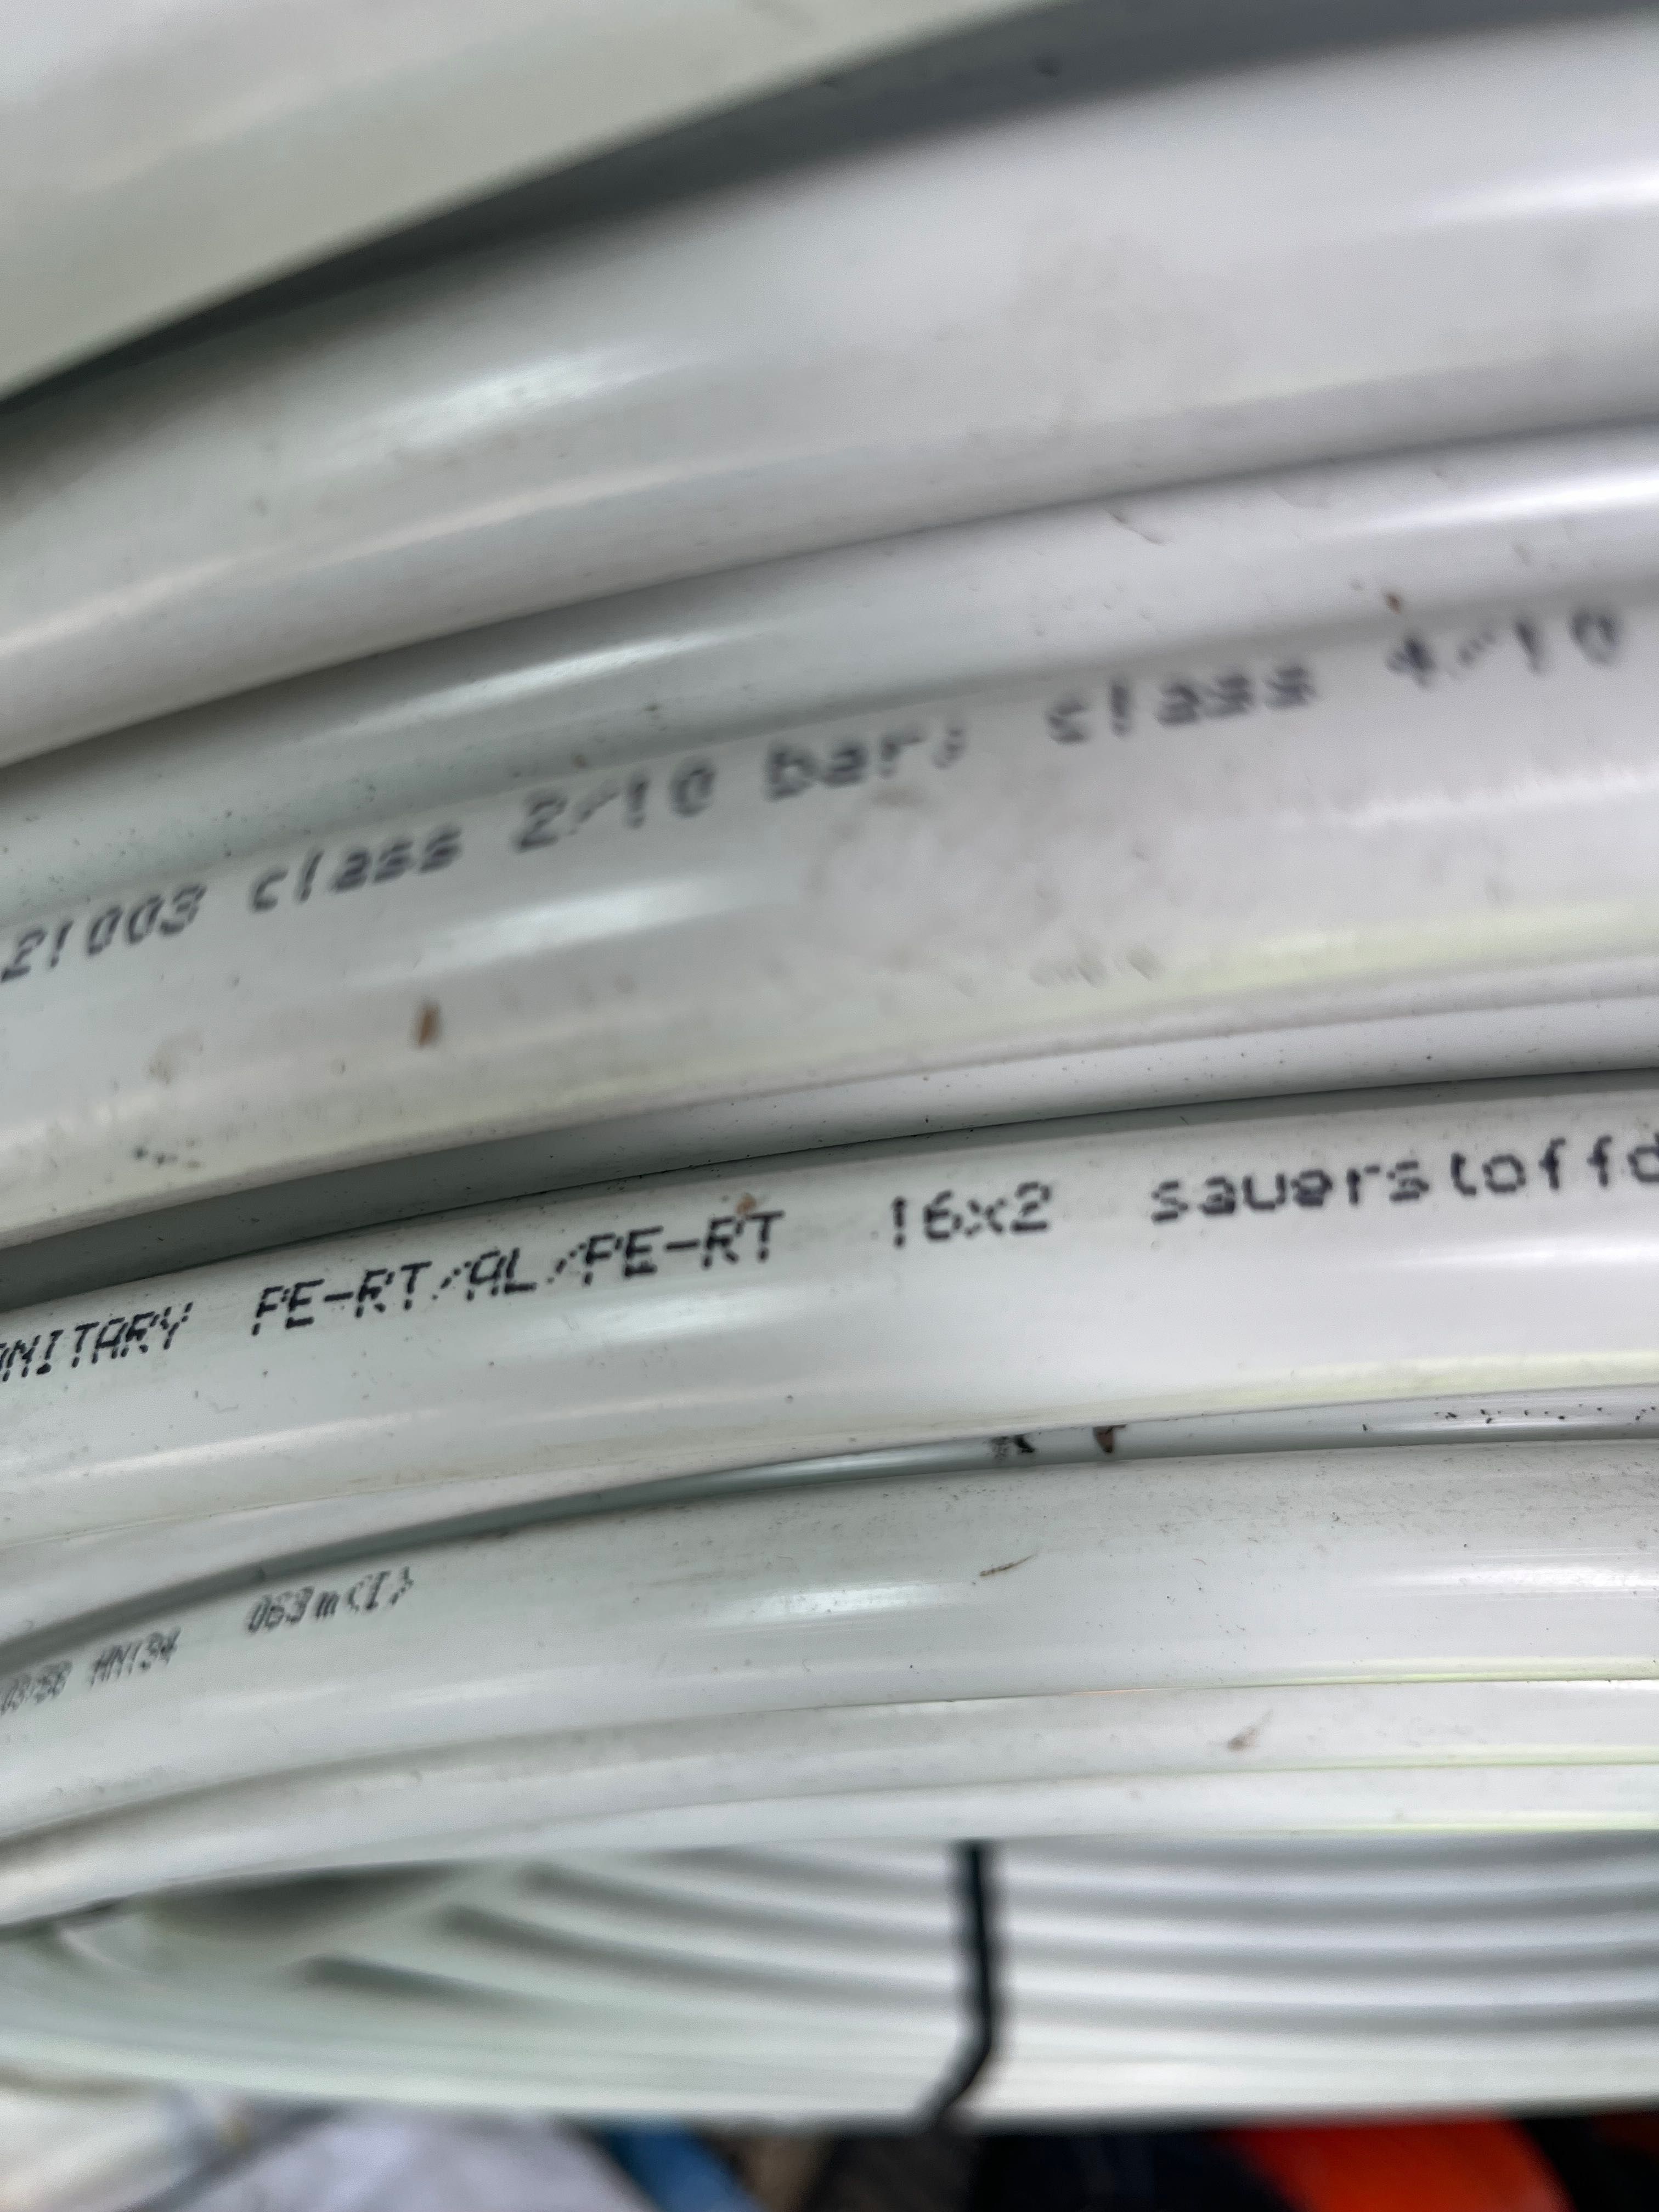 21003 class 2/10 bar; class 4/10
NITARY PE-RT/AL/PE-RT 16x2 sauerstoffd
063m<I>